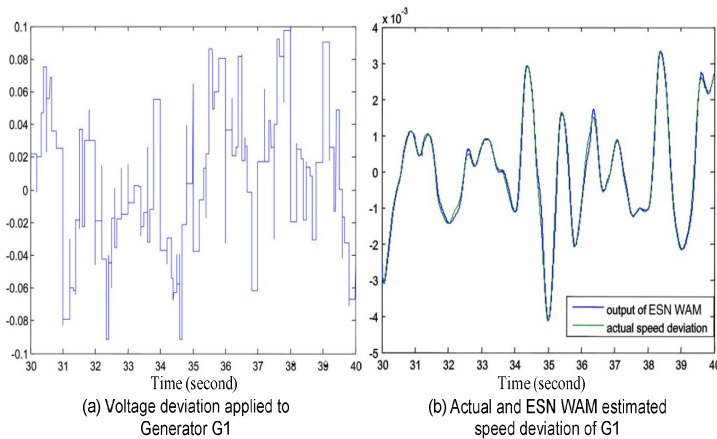 0.1
0.08
0.06
0.04
0.02
0
-0.02
-0.04
-0.06
-0.08
-0.1
30 31 32 33 34 35 36 37 38 39 40
Time (second)
(a) Voltage deviation applied to
Generator G1
x 10⁻³
4
3
2
1
0
-1
-2
-3
-4
-5
output of ESN WAM
actual speed deviation
30 31 32 33 34 35 36 37 38 39 40
Time (second)
(b) Actual and ESN WAM estimated
speed deviation of G1